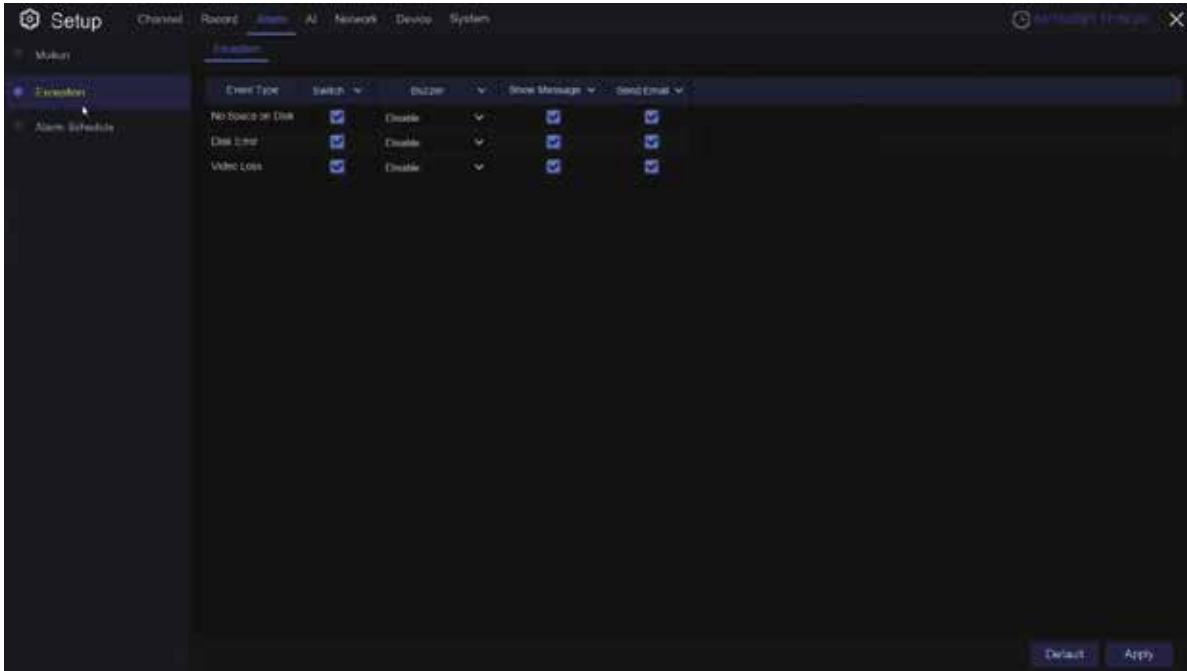 Setup Channel Record Alarm AI Network Device System
Motion
Exception
Exception
Event Type Switch Buzzer Show Message Send Email
Alarm Schedule
No Space on Disk Disable
Disk Error Disable
Video Loss Disable
Default Apply